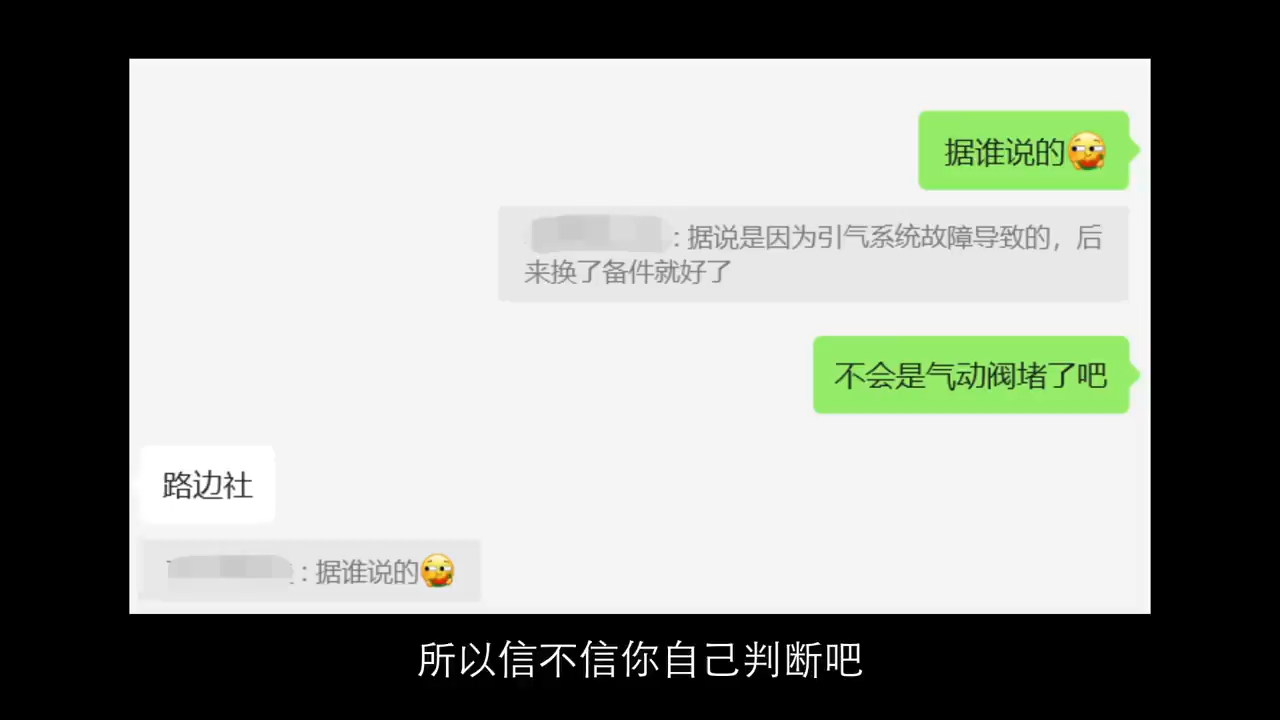 据谁说的
: 据说是因为引气系统故障导致的，后
来换了备件就好了
不会是气动阀堵了吧
路边社
: 据谁说的
所以信不信你自己判断吧